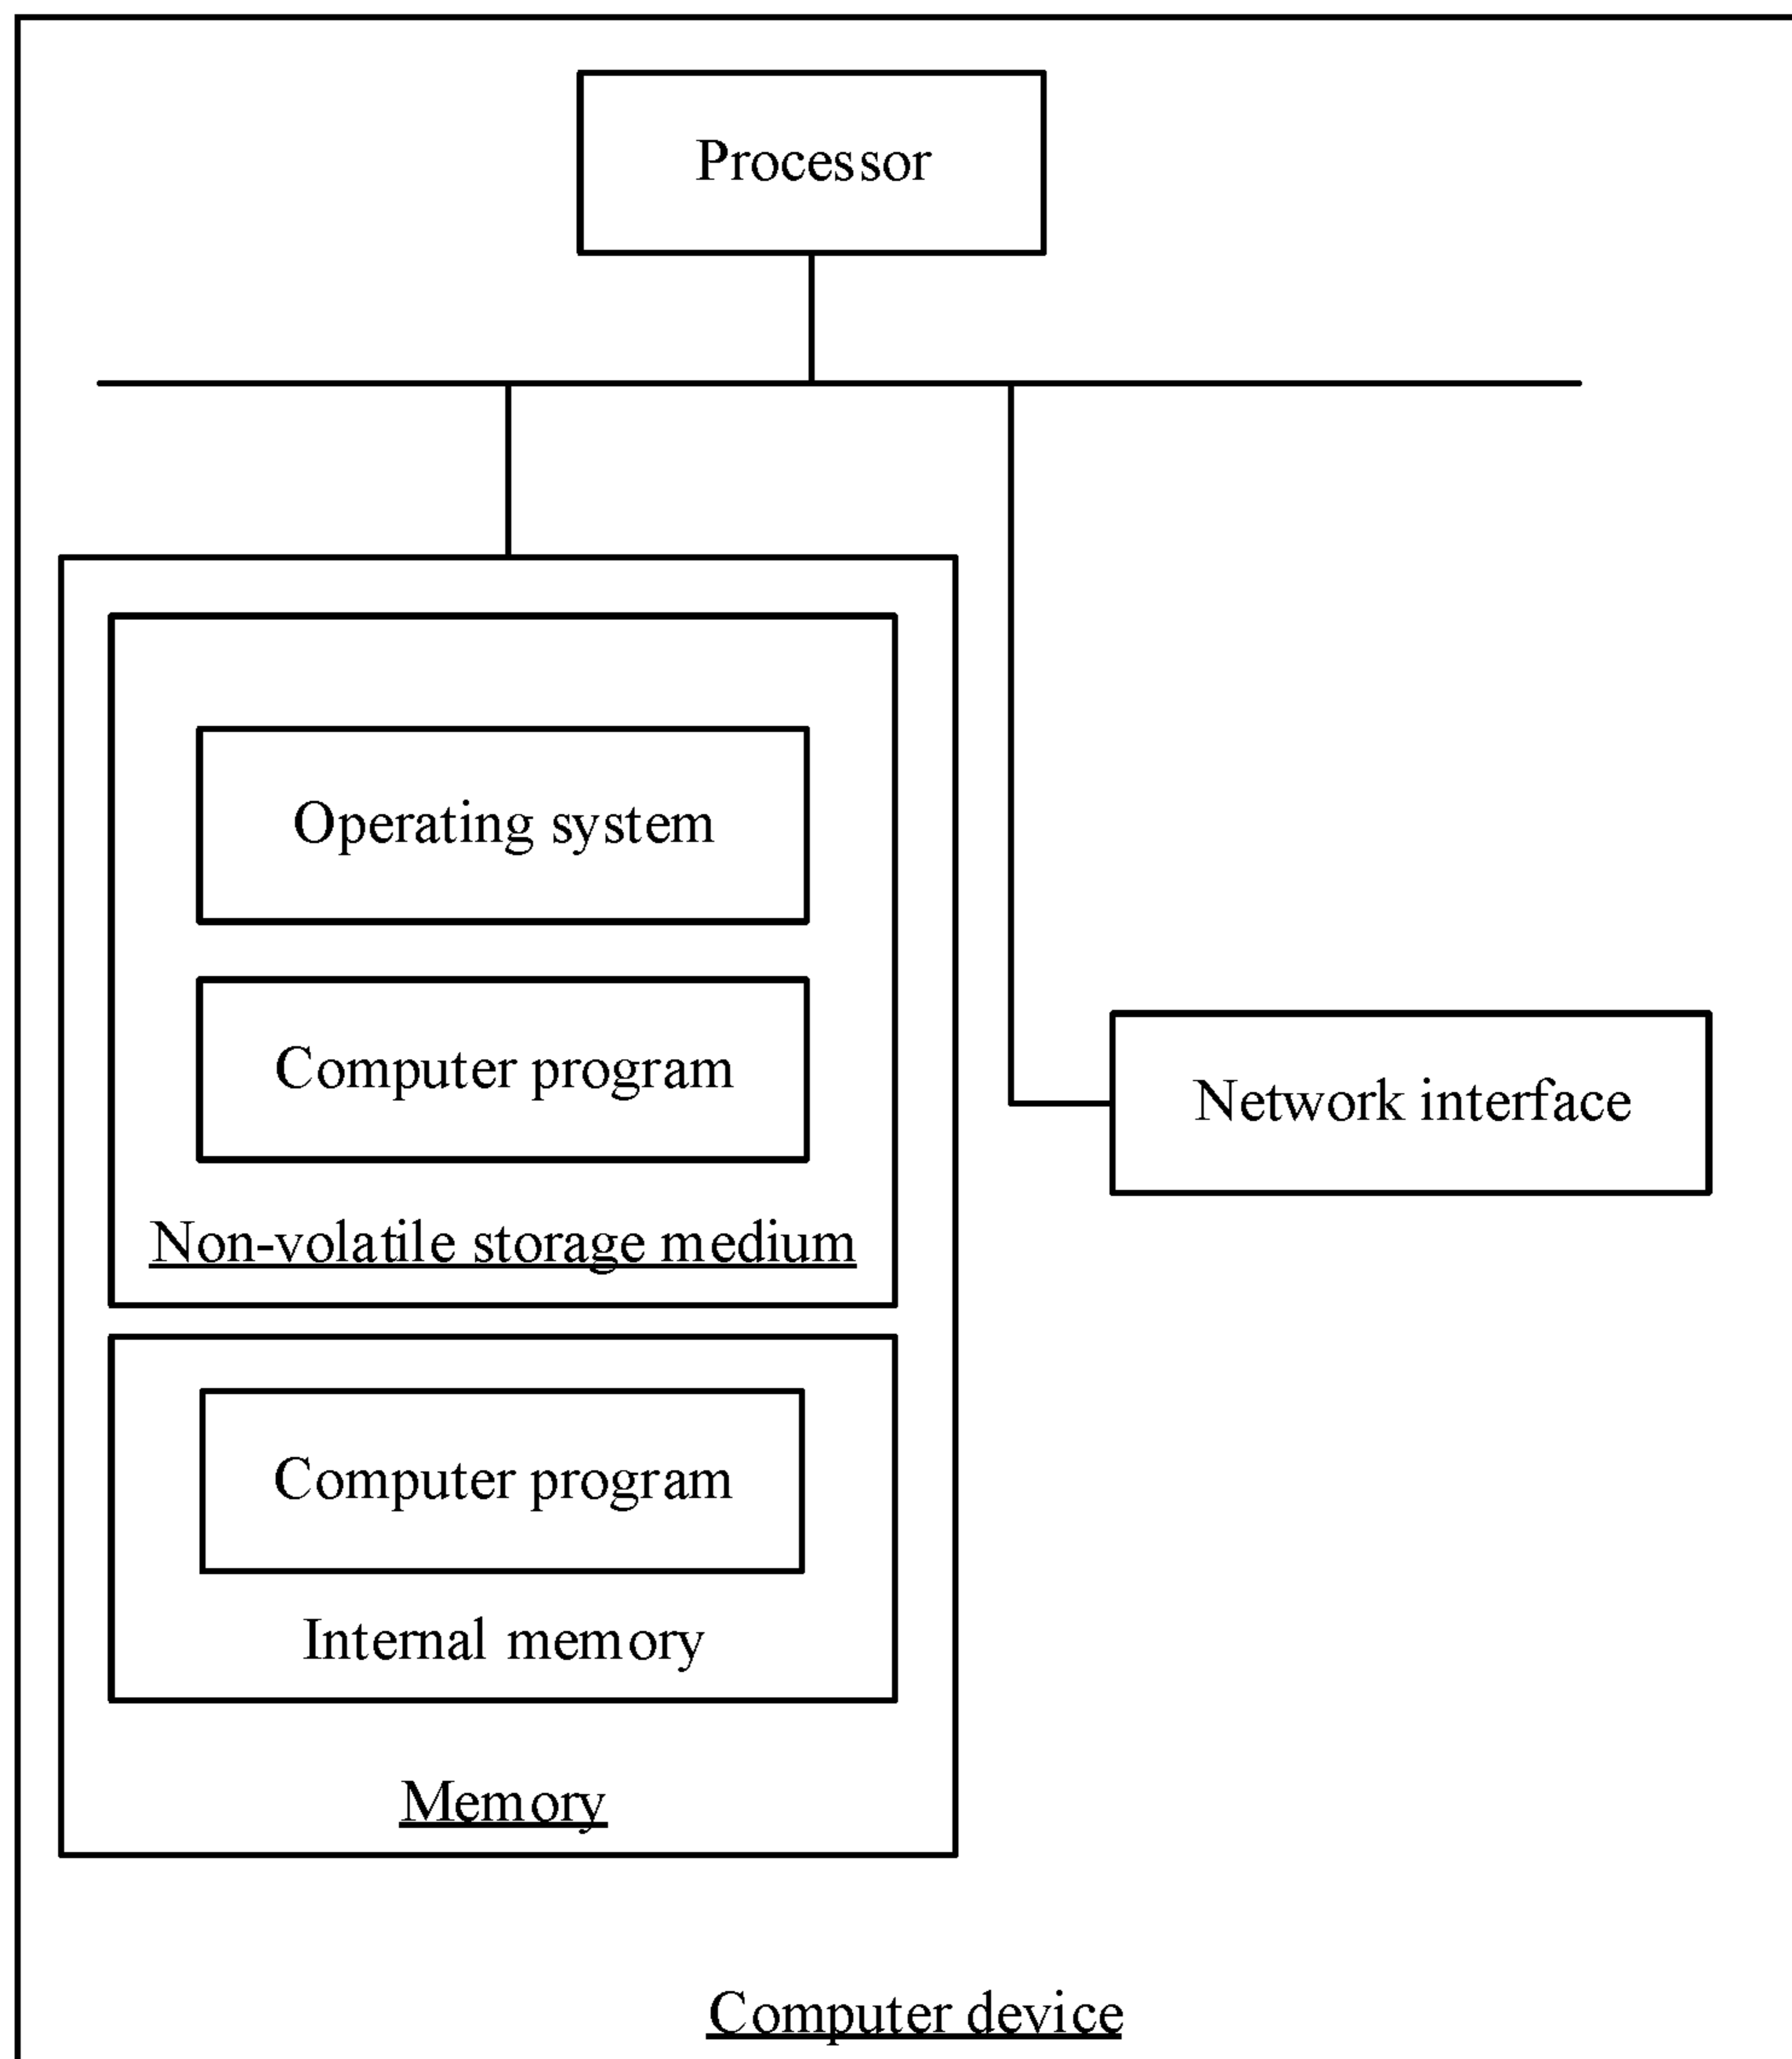 Processor
Operating system
Computer program
Network interface
Non-volatile storage medium
Computer program
Internal memory
Memory
Computer device